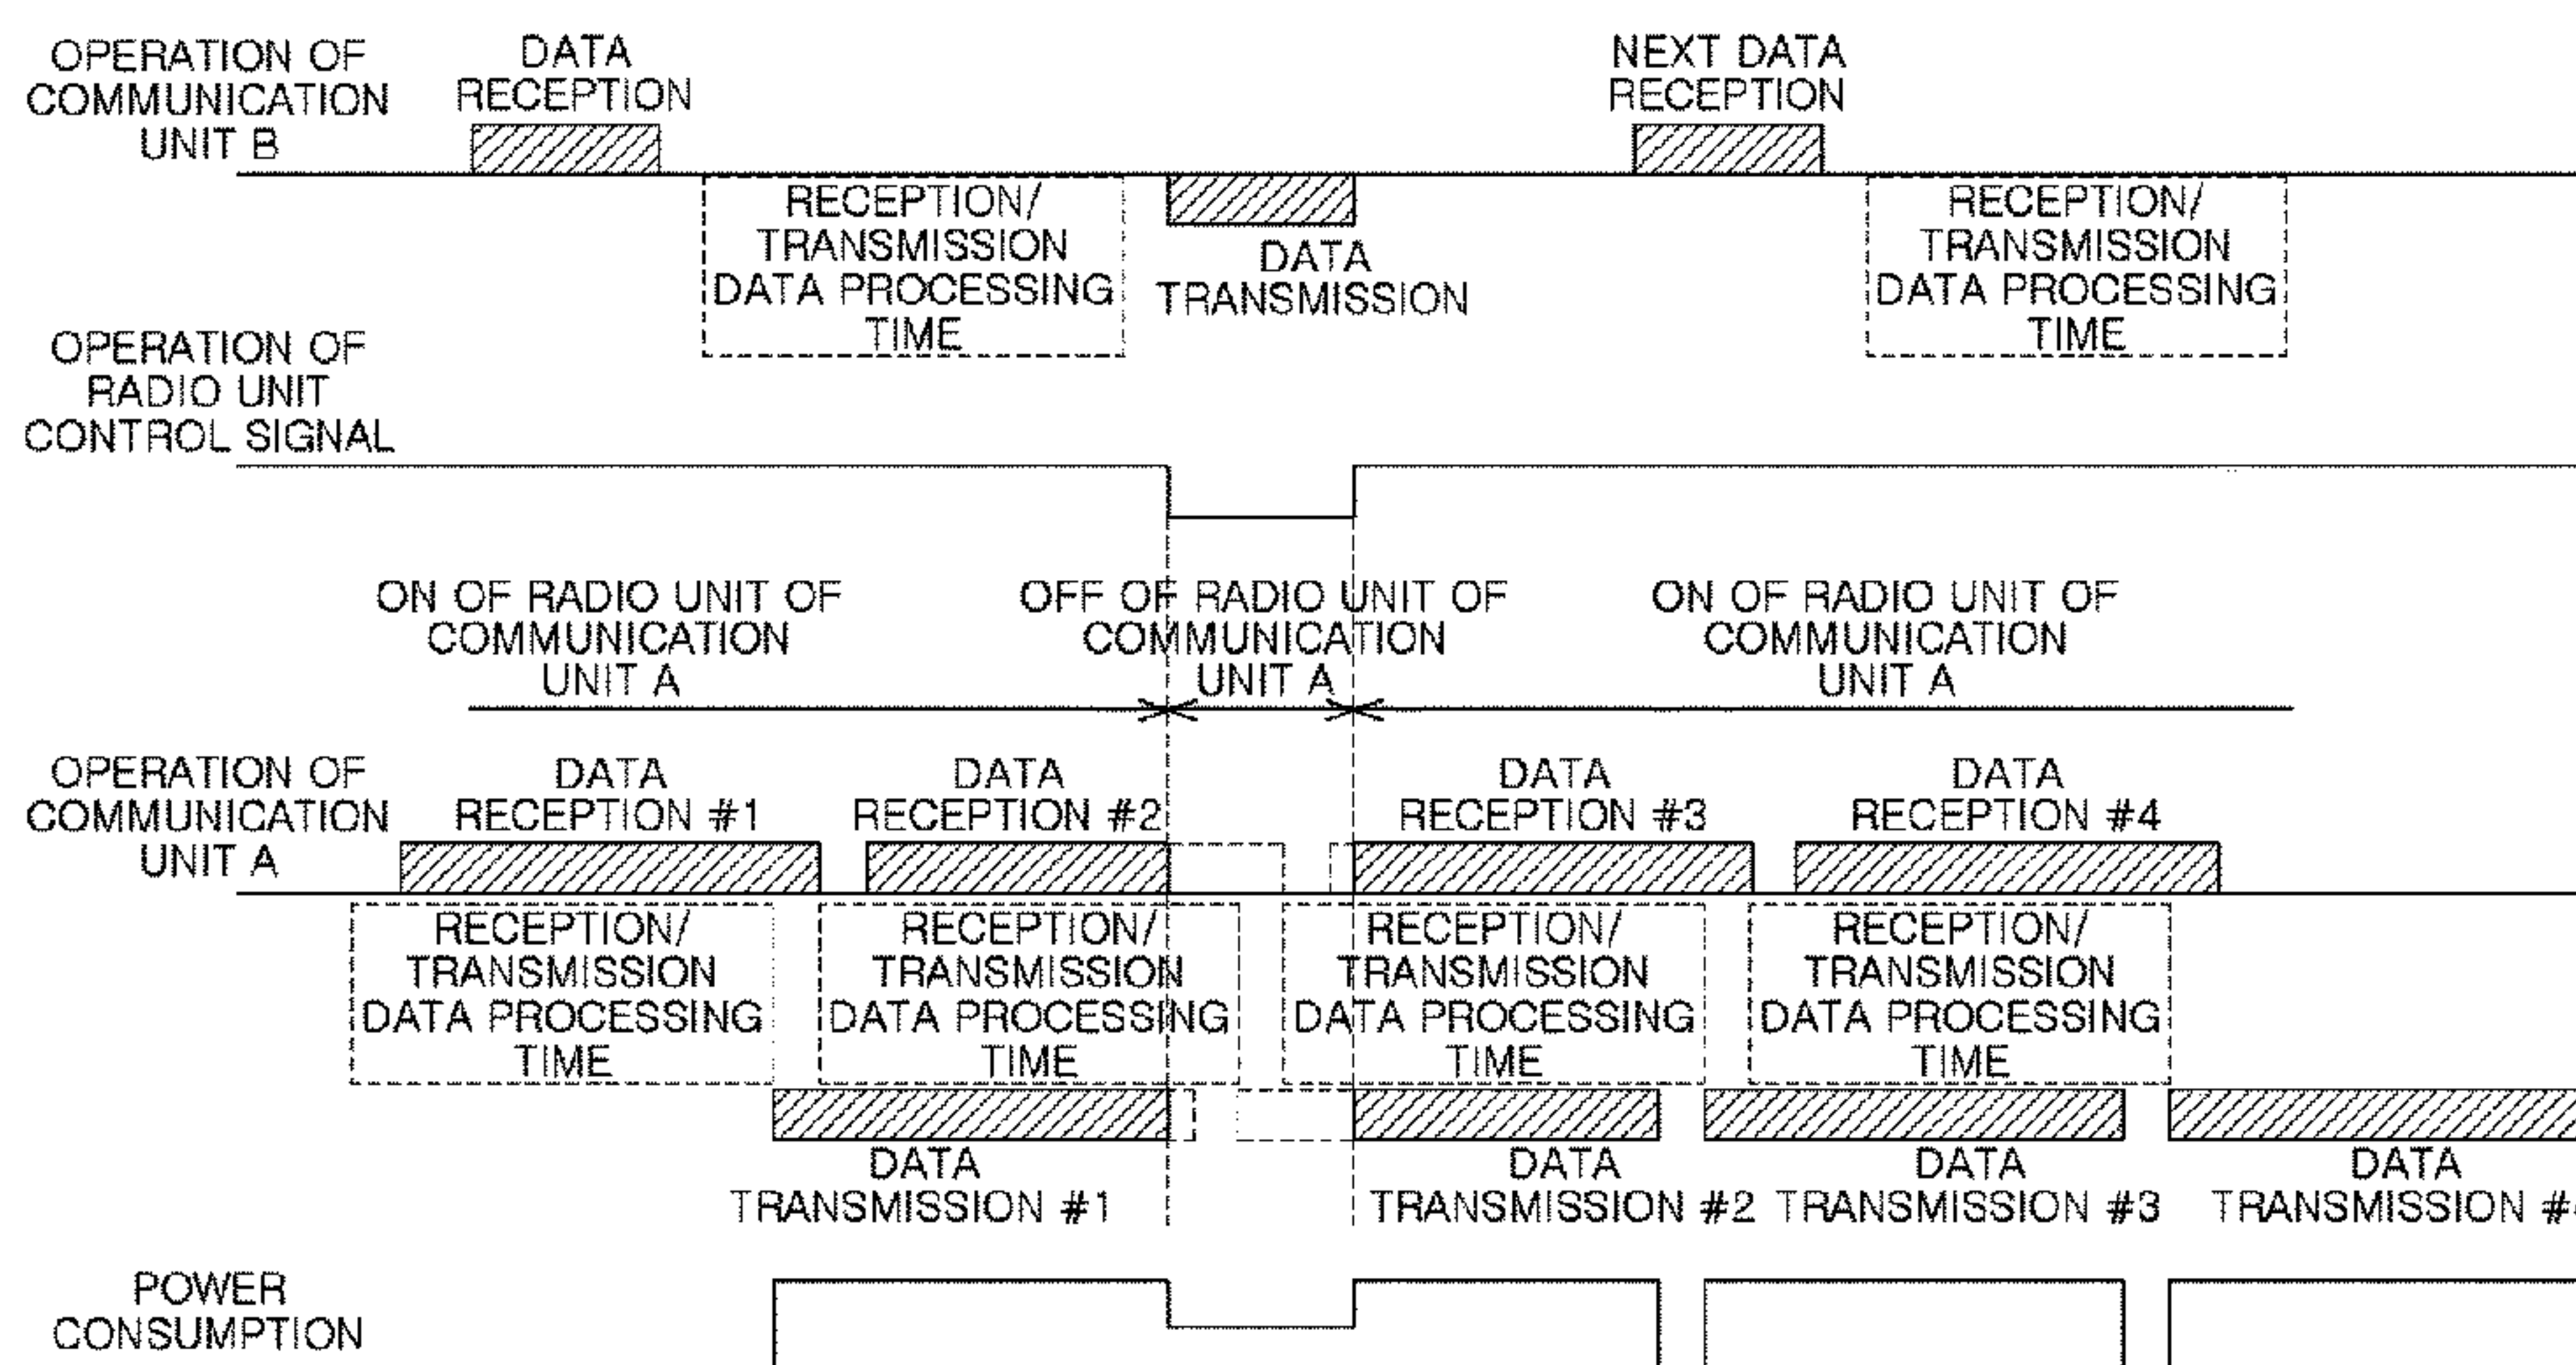 OPERATION OF
COMMUNICATION
UNIT B
DATA
RECEPTION
NEXT DATA
RECEPTION
RECEPTION/
TRANSMISSION
DATA PROCESSING
TIME
DATA
TRANSMISSION
RECEPTION/
TRANSMISSION
DATA PROCESSING
TIME
OPERATION OF
RADIO UNIT
CONTROL SIGNAL
ON OF RADIO UNIT OF
COMMUNICATION
UNIT A
OFF OF RADIO UNIT OF
COMMUNICATION
UNIT A
ON OF RADIO UNIT OF
COMMUNICATION
UNIT A
OPERATION OF
COMMUNICATION
UNIT A
DATA
RECEPTION #1
DATA
RECEPTION #2
DATA
RECEPTION #3
DATA
RECEPTION #4
RECEPTION/
TRANSMISSION
DATA PROCESSING
TIME
RECEPTION/
TRANSMISSION
DATA PROCESSING
TIME
RECEPTION/
TRANSMISSION
DATA PROCESSING
TIME
RECEPTION/
TRANSMISSION
DATA PROCESSING
TIME
DATA
TRANSMISSION #1
DATA
TRANSMISSION #2
DATA
TRANSMISSION #3
DATA
TRANSMISSION #
POWER
CONSUMPTION